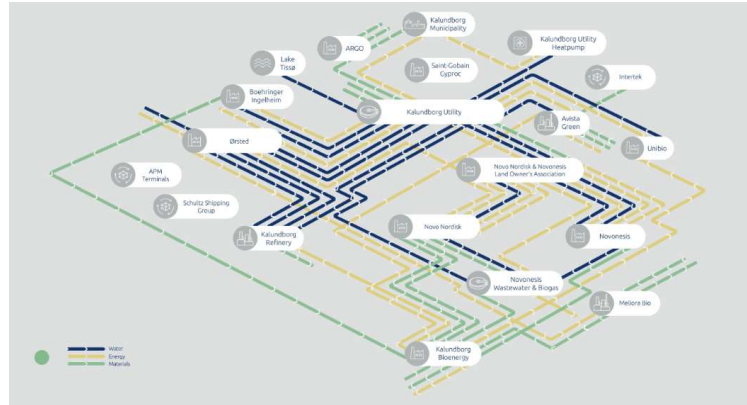 Kalundborg
Municipality
ARGO
Kalundborg Utility
Heatpump
Lake
Tissø
Saint-Gobain
Gyproc
Intertek
Boehringer
Ingelheim
Kalundborg Utility
Avista
Green
Ørsted
Unibio
Novo Nordisk & Novonesis
Land Owner's Association
APM
Terminals
Schultz Shipping
Group
Novo Nordisk
Kalundborg
Refinery
Novonesis
Novonesis
Wastewater & Biogas
Meliora Bio
Kalundborg
Bioenergy
Water
Energy
Materials